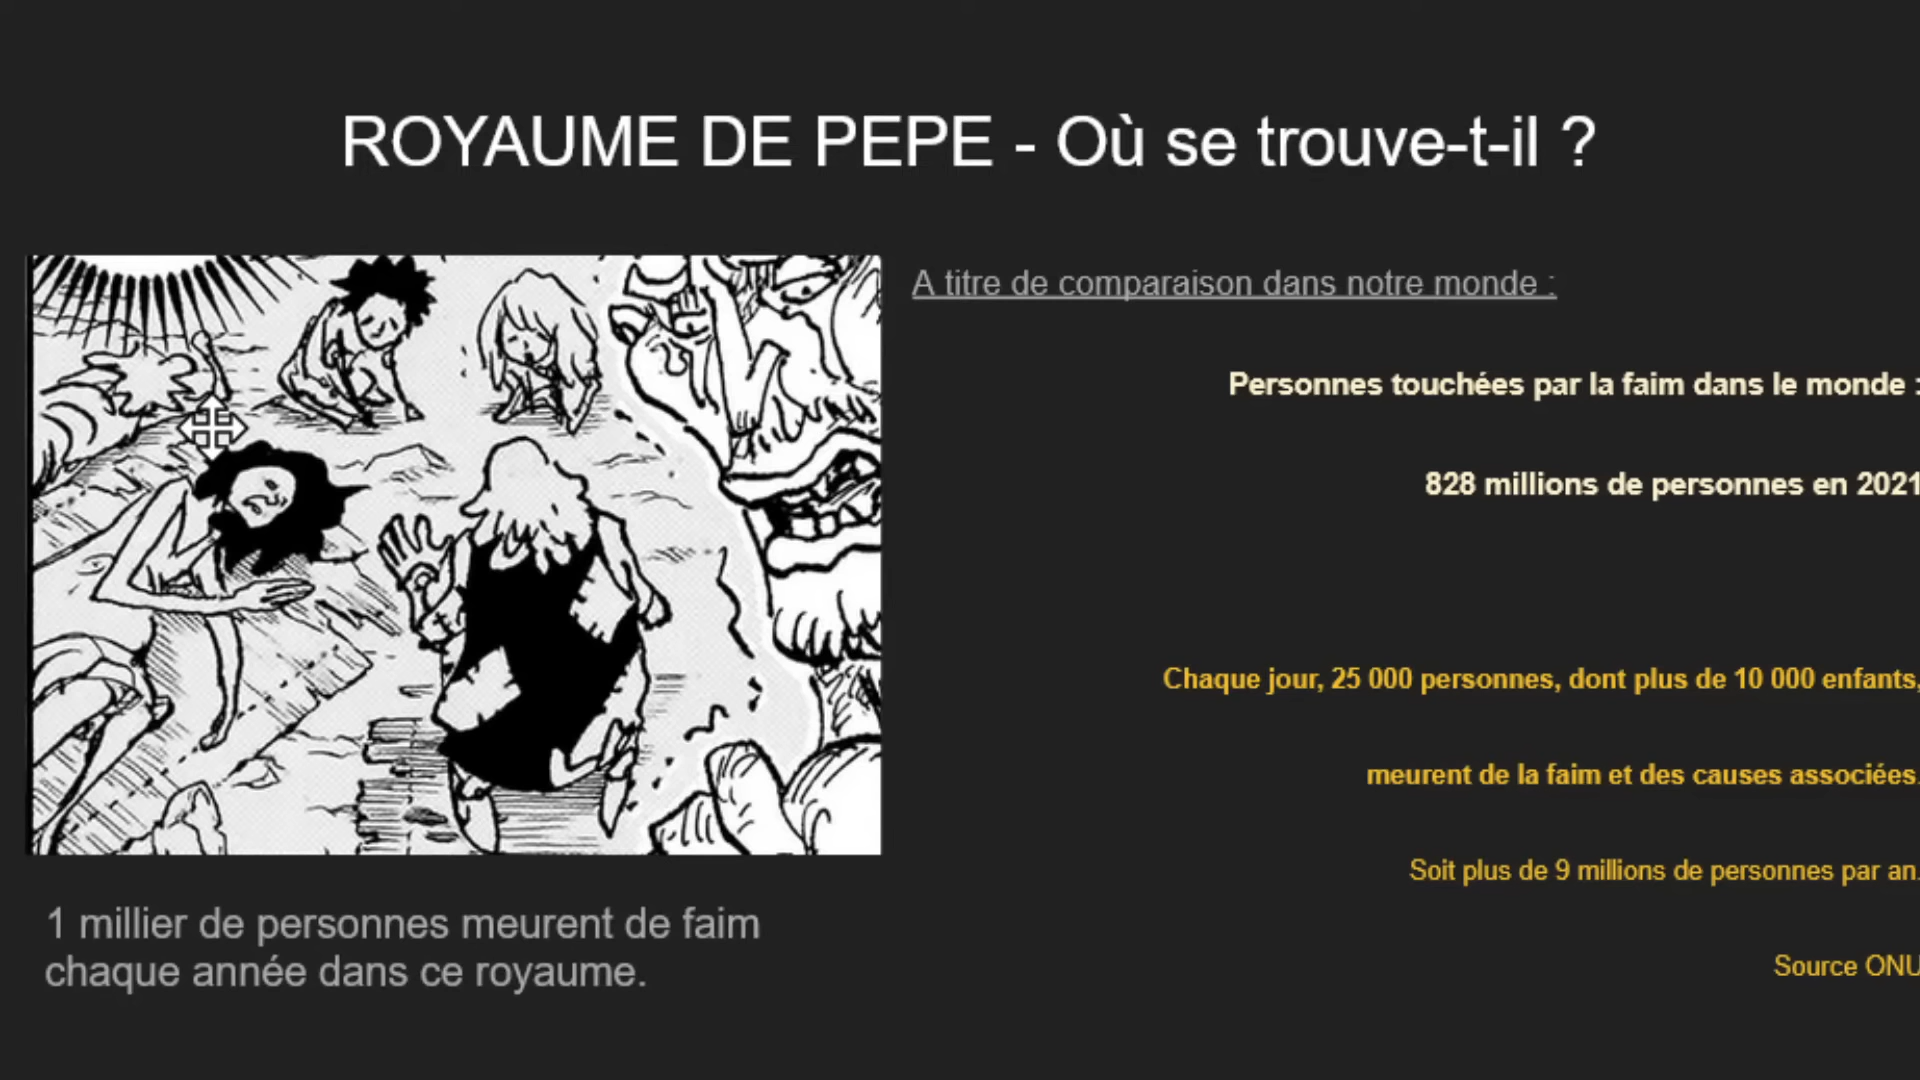 ROYAUME DE PEPE - Où se trouve-t-il ?
A titre de comparaison dans notre monde :
Personnes touchées par la faim dans le monde :
828 millions de personnes en 2021
Chaque jour, 25 000 personnes, dont plus de 10 000 enfants,
meurent de la faim et des causes associées.
Soit plus de 9 millions de personnes par an.
Source ONU
1 millier de personnes meurent de faim
chaque année dans ce royaume.